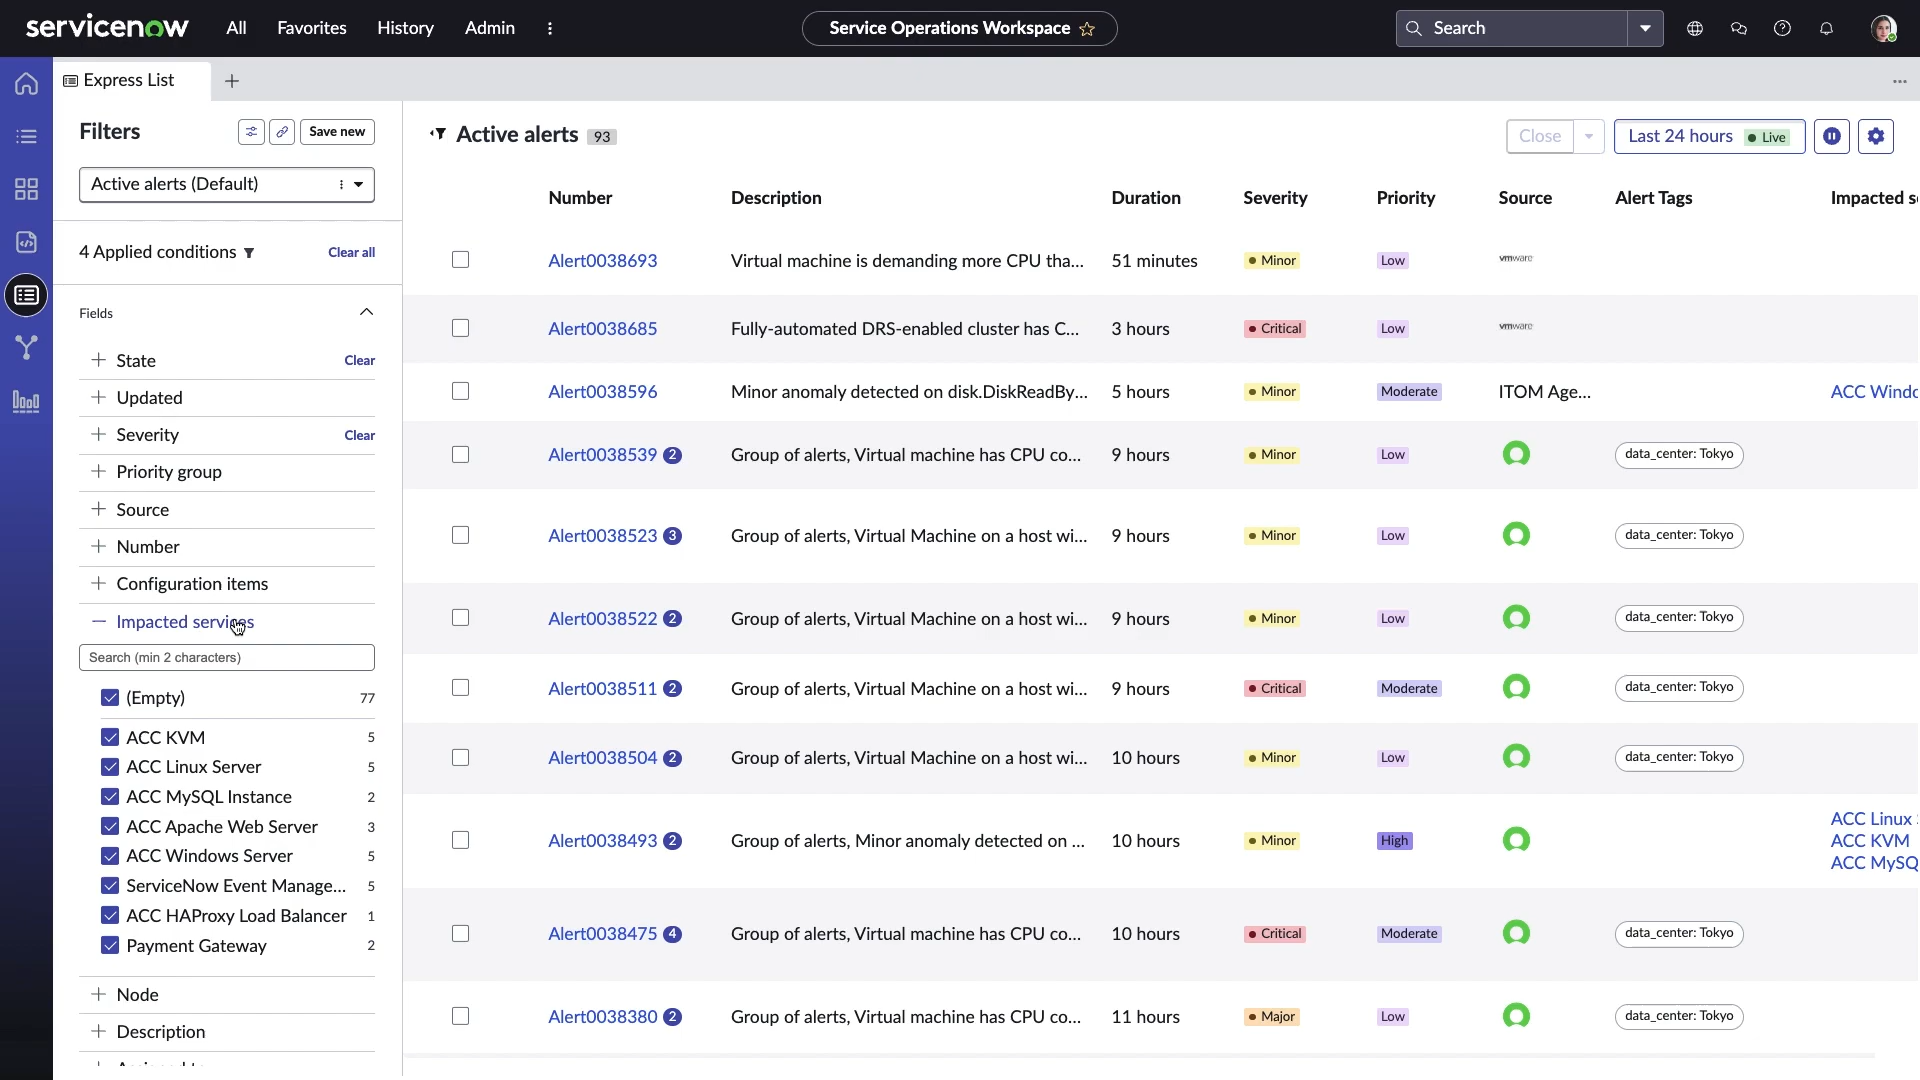 servicenow All Favorites History Admin Service Operations Workspace Search
Express List
Filters Save new
Active alerts (Default)
4 Applied conditions Clear all
Fields
State Clear
Updated
Severity Clear
Priority group
Source
Number
Configuration items
Impacted services
Search (min 2 characters)
(Empty) 77
ACC KVM 5
ACC Linux Server 5
ACC MySQL Instance 2
ACC Apache Web Server 3
ACC Windows Server 5
ServiceNow Event Manage... 5
ACC HAProxy Load Balancer 1
Payment Gateway 2
Node
Description
Active alerts 93 Close Last 24 hours Live
Number Description Duration Severity Priority Source Alert Tags Impacted s
Alert0038693 Virtual machine is demanding more CPU tha... 51 minutes Minor Low vmware
Alert0038685 Fully-automated DRS-enabled cluster has C... 3 hours Critical Low vmware
Alert0038596 Minor anomaly detected on disk.DiskReadBy... 5 hours Minor Moderate ITOM Age... ACC Windo
Alert0038539 2 Group of alerts, Virtual machine has CPU co... 9 hours Minor Low data_center: Tokyo
Alert0038523 3 Group of alerts, Virtual Machine on a host wi... 9 hours Minor Low data_center: Tokyo
Alert0038522 2 Group of alerts, Virtual Machine on a host wi... 9 hours Minor Low data_center: Tokyo
Alert0038511 2 Group of alerts, Virtual Machine on a host wi... 9 hours Critical Moderate data_center: Tokyo
Alert0038504 2 Group of alerts, Virtual Machine on a host wi... 10 hours Minor Low data_center: Tokyo
Alert0038493 2 Group of alerts, Minor anomaly detected on ... 10 hours Minor High ACC Linux
ACC KVM
ACC MySQ
Alert0038475 4 Group of alerts, Virtual machine has CPU co... 10 hours Critical Moderate data_center: Tokyo
Alert0038380 2 Group of alerts, Virtual machine has CPU co... 11 hours Major Low data_center: Tokyo